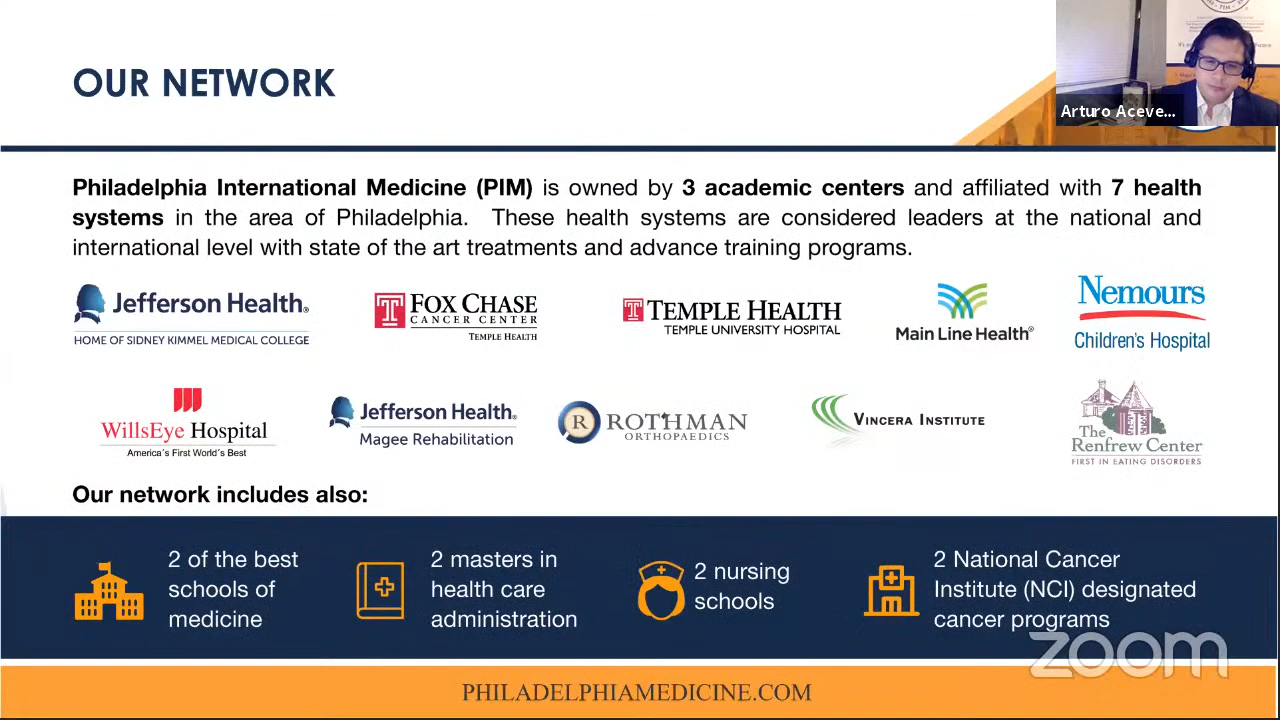 OUR NETWORK
Arturo Aceve...
Philadelphia International Medicine (PIM) is owned by 3 academic centers and affiliated with 7 health
systems in the area of Philadelphia. These health systems are considered leaders at the national and
international level with state of the art treatments and advance training programs.
Jefferson Health®
HOME OF SIDNEY KIMMEL MEDICAL COLLEGE
FOX CHASE
CANCER CENTER
TEMPLE HEALTH
TEMPLE HEALTH
TEMPLE UNIVERSITY HOSPITAL
Main Line Health®
Nemours
Children's Hospital
WillsEye Hospital
America´s First World´s Best
Jefferson Health®
Magee Rehabilitation
R ROTHMAN
ORTHOPAEDICS
VINCERA INSTITUTE
The
Renfrew Center
FIRST IN EATING DISORDERS
Our network includes also:
2 of the best
schools of
medicine
2 masters in
health care
administration
2 nursing
schools
2 National Cancer
Institute (NCI) designated
cancer programs
zoom
PHILADELPHIAMEDICINE.COM